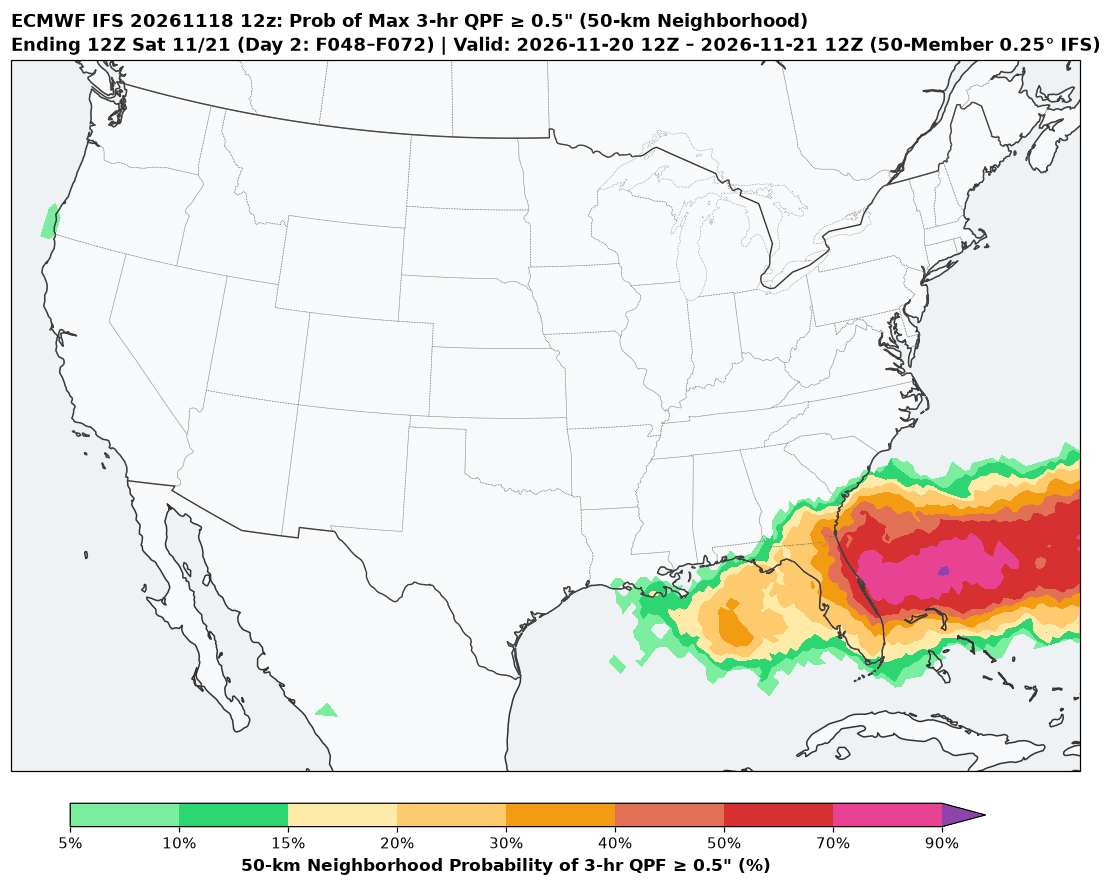 ECMWF IFS 20261118 12z: Prob of Max 3-hr QPF ≥ 0.5" (50-km Neighborhood)
Ending 12Z Sat 11/21 (Day 2: F048–F072) | Valid: 2026-11-20 12Z – 2026-11-21 12Z (50-Member 0.25° IFS)
5% 10% 15% 20% 30% 40% 50% 70% 90%
50-km Neighborhood Probability of 3-hr QPF ≥ 0.5" (%)